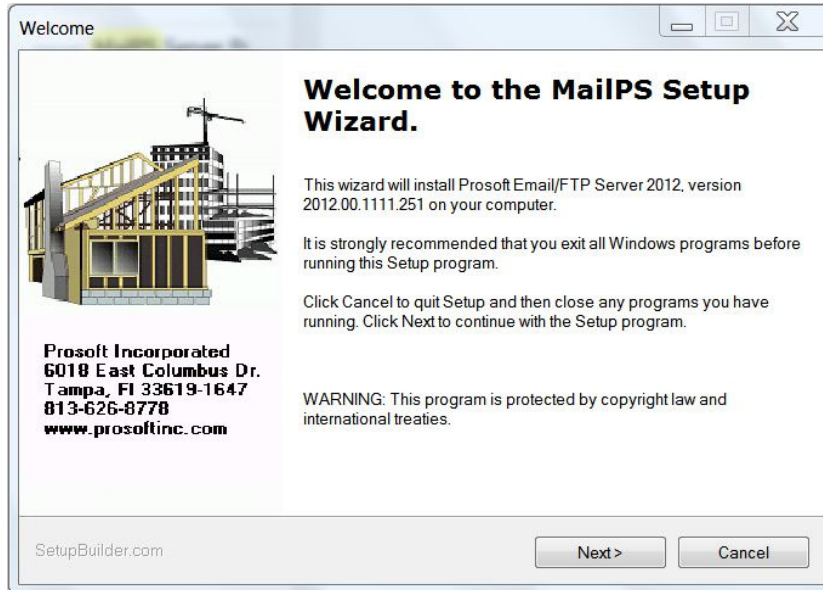 Welcome
Welcome to the MailPS Setup
Wizard.
This wizard will install Prosoft Email/FTP Server 2012, version
2012.00.1111.251 on your computer.
It is strongly recommended that you exit all Windows programs before
running this Setup program.
Click Cancel to quit Setup and then close any programs you have
running. Click Next to continue with the Setup program.
WARNING: This program is protected by copyright law and
international treaties.
Prosoft Incorporated
6018 East Columbus Dr.
Tampa, Fl 33619-1647
813-626-8778
www.prosoftinc.com
SetupBuilder.com
Next >
Cancel